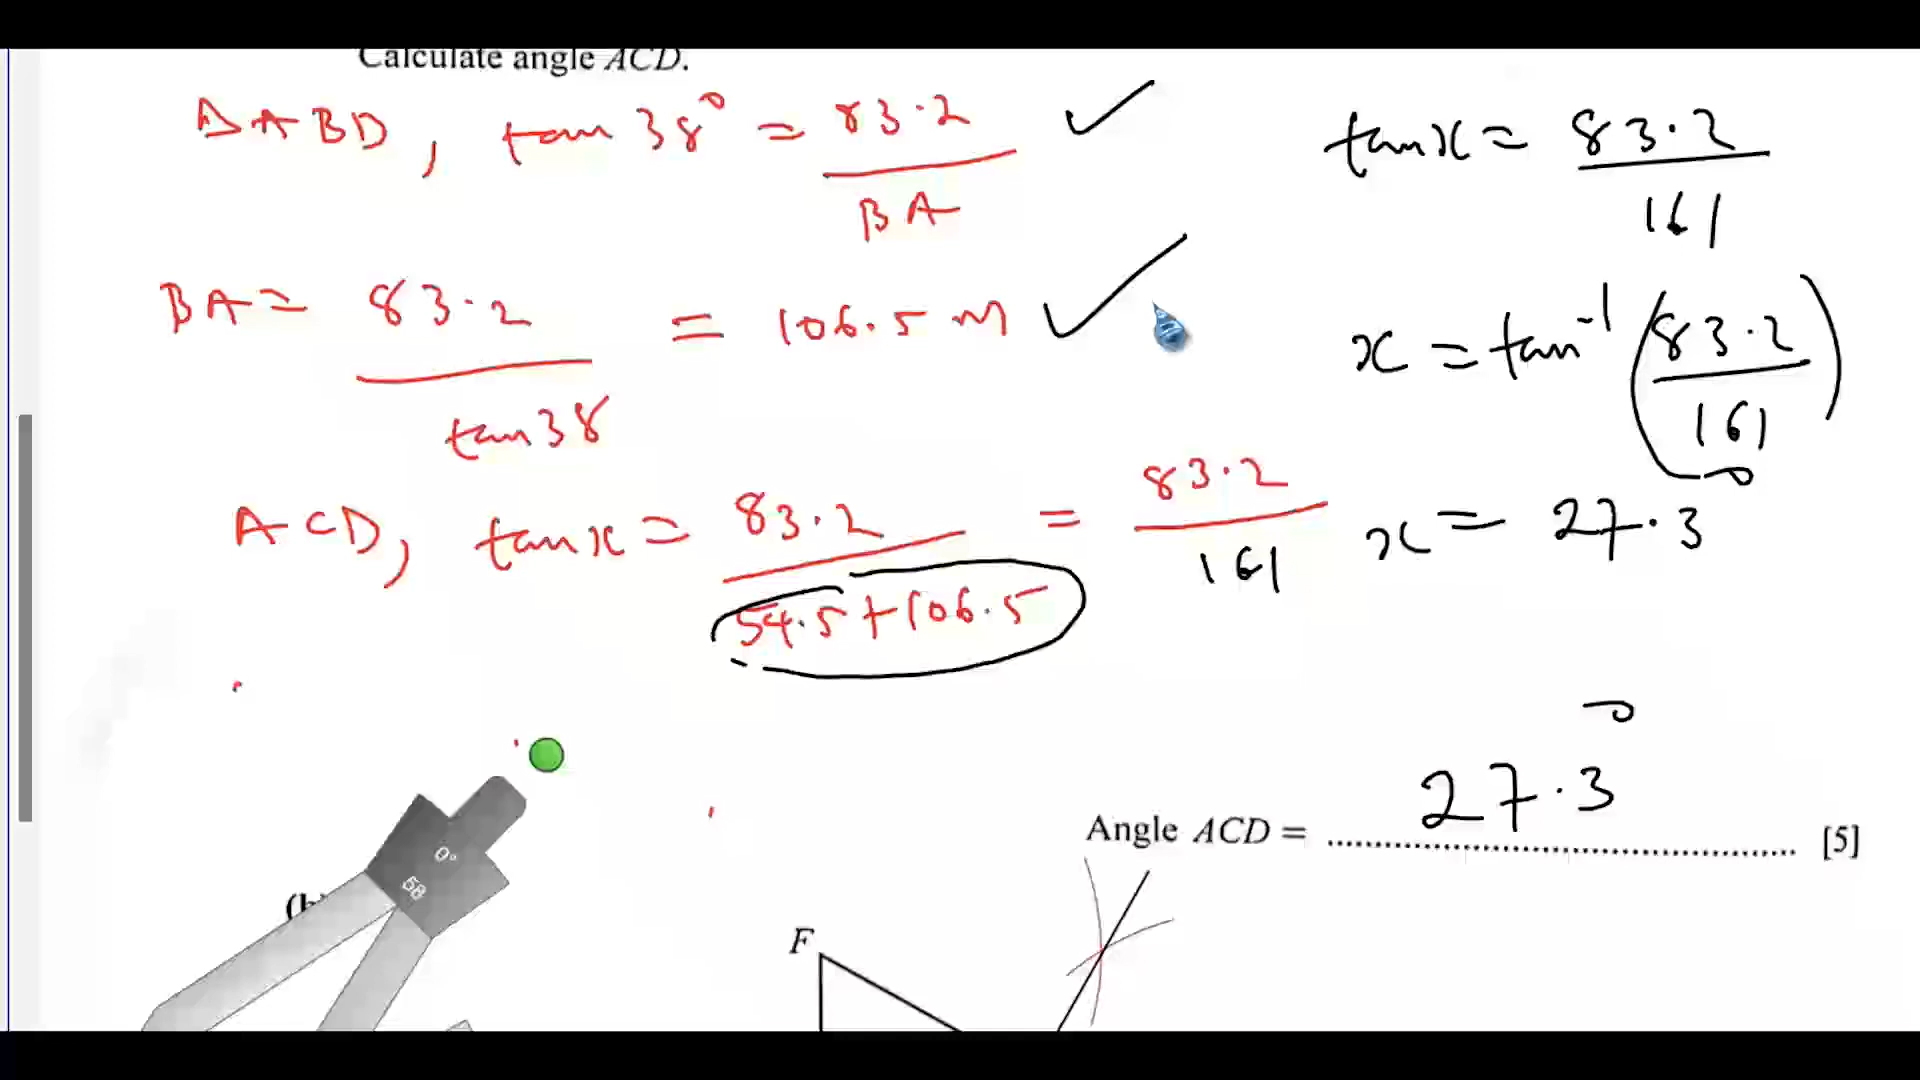 Calculate angle ACD.
ΔABD, tan 38° = 83.2 / BA
BA = 83.2 / tan 38 = 106.5 m
ACD, tan x = 83.2 / 54.5 + 106.5 = 83.2 / 161
tan x = 83.2 / 161
x = tan⁻¹ (83.2 / 161)
x = 27.3°
27.3°
Angle ACD = .................... [5]
0°
F